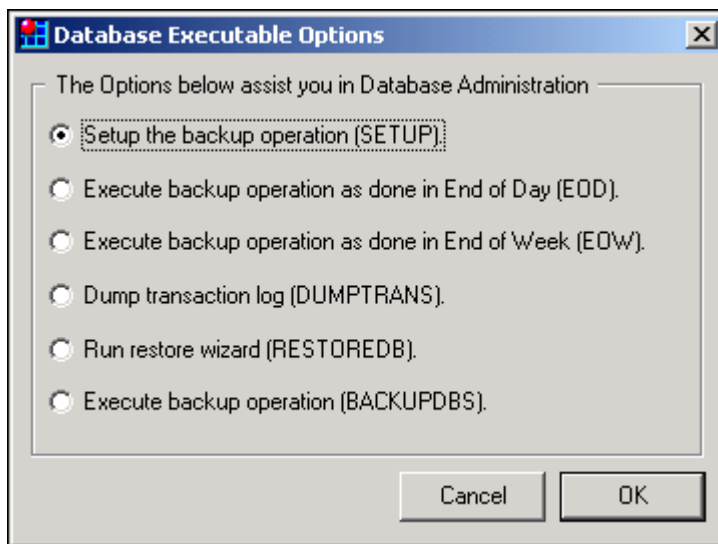 Database Executable Options
The Options below assist you in Database Administration
Setup the backup operation (SETUP).
Execute backup operation as done in End of Day (EOD).
Execute backup operation as done in End of Week (EOW).
Dump transaction log (DUMPTRANS).
Run restore wizard (RESTOREDB).
Execute backup operation (BACKUPDBS).
Cancel
OK